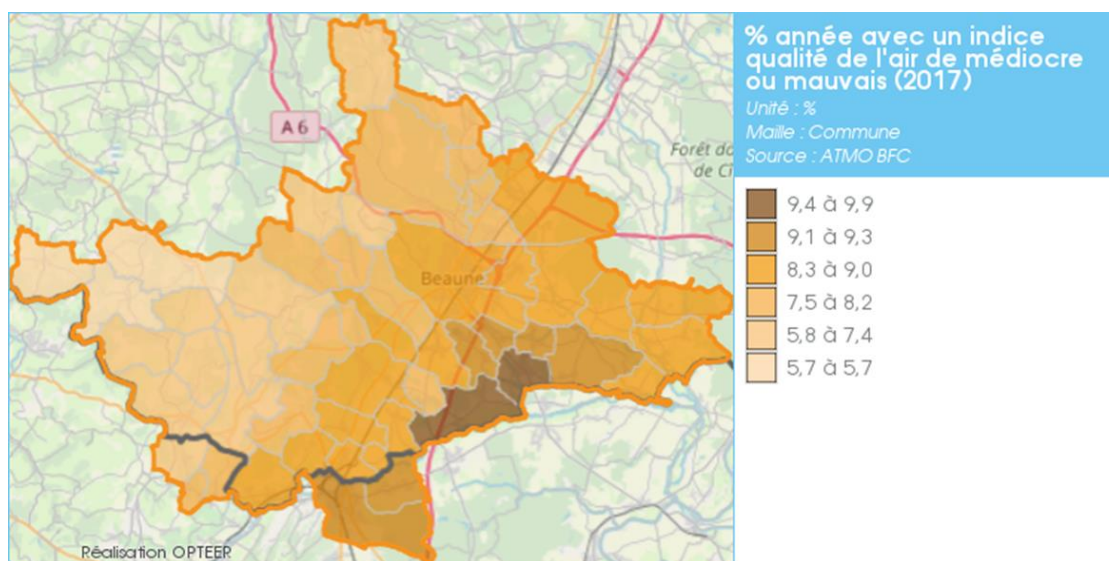 % année avec un indice
qualité de l'air de médiocre
ou mauvais (2017)
Unité : %
Maille : Commune
Source : ATMO BFC
9,4 à 9,9
9,1 à 9,3
8,3 à 9,0
7,5 à 8,2
5,8 à 7,4
5,7 à 5,7
A 6
Forêt
de
Beaune
Réalisation OPTEER